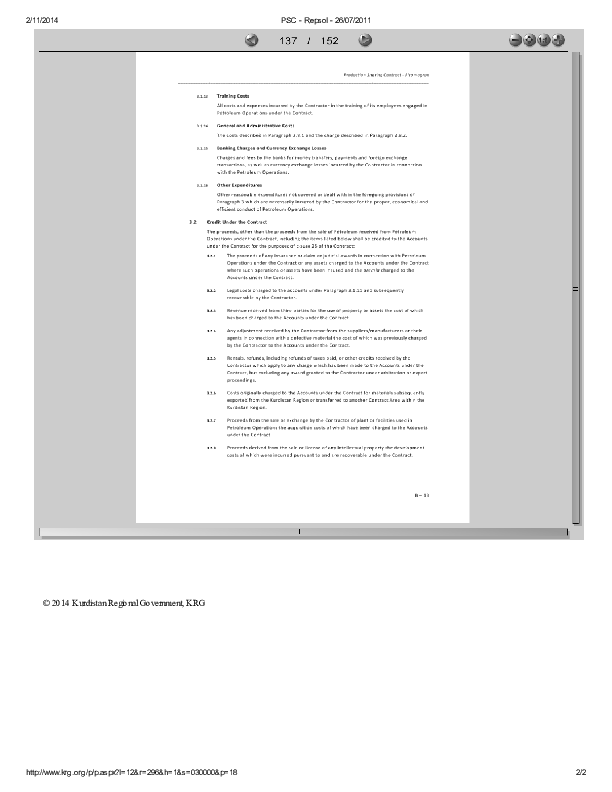 2/11/2014 PSC - Repsol - 26/07/2011
137 / 152
Production Sharing Contract -
3.1.13 Training Costs
All costs and expenses incurred by the Contractor in the training of its employees engaged in
Petroleum Operations under the Contract.
3.1.14 General and Administrative Costs
The costs described in Paragraph 3.3.1 and the charge described in Paragraph 3.3.2.
3.1.15 Banking Charges and Currency Exchange Losses
Charges and fees by the banks for money transfers, payments and foreign exchange
transactions, as well as currency exchange losses incurred by the Contractor in connection
with the Petroleum Operations.
3.1.16 Other Expenditures
Other reasonable expenditures not covered or dealt with in the foregoing provisions of
Paragraph 3 which are necessarily incurred by the Contractor for the proper, economical and
efficient conduct of Petroleum Operations.
3.2 Credit Under the Contract
The proceeds, other than the proceeds from the sale of Petroleum received from Petroleum
Operations under the Contract, including the items listed below shall be credited to the Accounts
under the Contract for the purposes of clause 25 of the Contract:
3.2.1 The proceeds of any insurance or claim or judicial awards in connection with Petroleum
Operations under the Contract or any assets charged to the Accounts under the Contract
where such operations or assets have been insured and the premia charged to the
Accounts under the Contract.
3.2.2 Legal costs charged to the accounts under Paragraph 3.1.11 and subsequently
recoverable by the Contractor.
3.2.3 Revenue received from third parties for the use of property or assets the cost of which
has been charged to the Accounts under the Contract.
3.2.4 Any adjustment received by the Contractor from the suppliers/manufacturers or their
agents in connection with a defective material the cost of which was previously charged
by the Contractor to the Accounts under the Contract.
3.2.5 Rentals, refunds, including refunds of taxes paid, or other credits received by the
Contractor which apply to any charge which has been made to the Accounts under the
Contract, but excluding any award granted to the Contractor under arbitration or expert
proceedings.
3.2.6 Costs originally charged to the Accounts under the Contract for materials subsequently
exported from the Kurdistan Region or transferred to another Contract Area within the
Kurdistan Region.
3.2.7 Proceeds from the sale or exchange by the Contractor of plant or facilities used in
Petroleum Operations the acquisition costs of which have been charged to the Accounts
under the Contract.
3.2.8 Proceeds derived from the sale or license of any intellectual property the development
costs of which were incurred pursuant to and are recoverable under the Contract.
© 2014 Kurdistan Regional Government, KRG
http://www.krg.org/p/p.aspx?l=12&r=296&h=1&s=030000&p=18 2/2